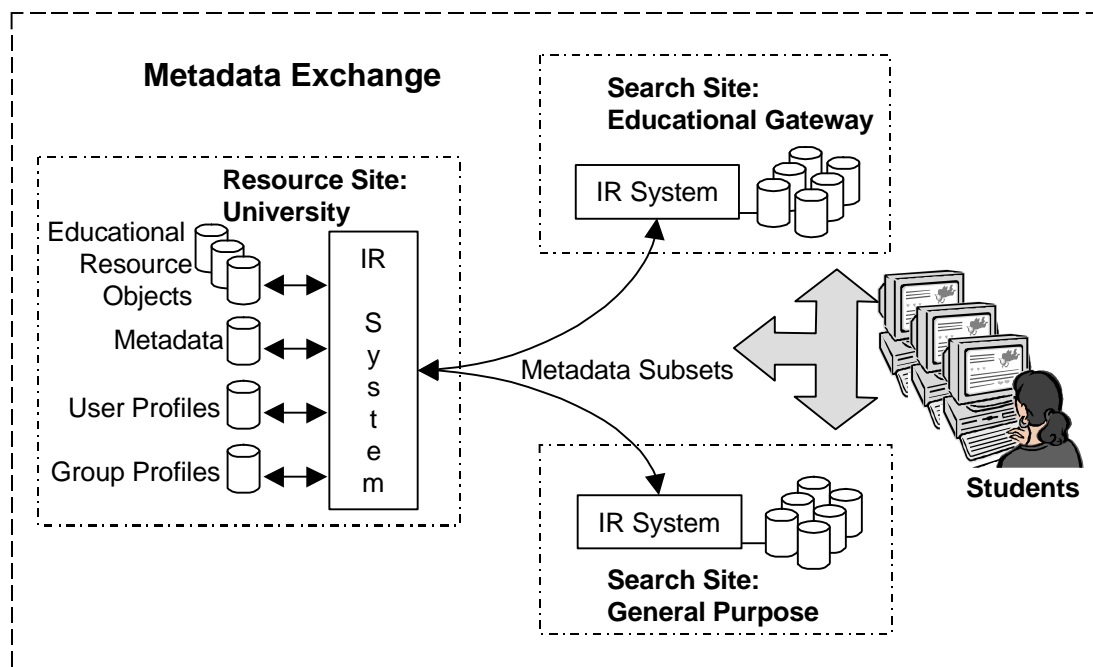 Metadata Exchange
Resource Site:
University
Educational
Resource
Objects
Metadata
User Profiles
Group Profiles
IR
System
Search Site:
Educational Gateway
IR System
Metadata Subsets
Students
IR System
Search Site:
General Purpose